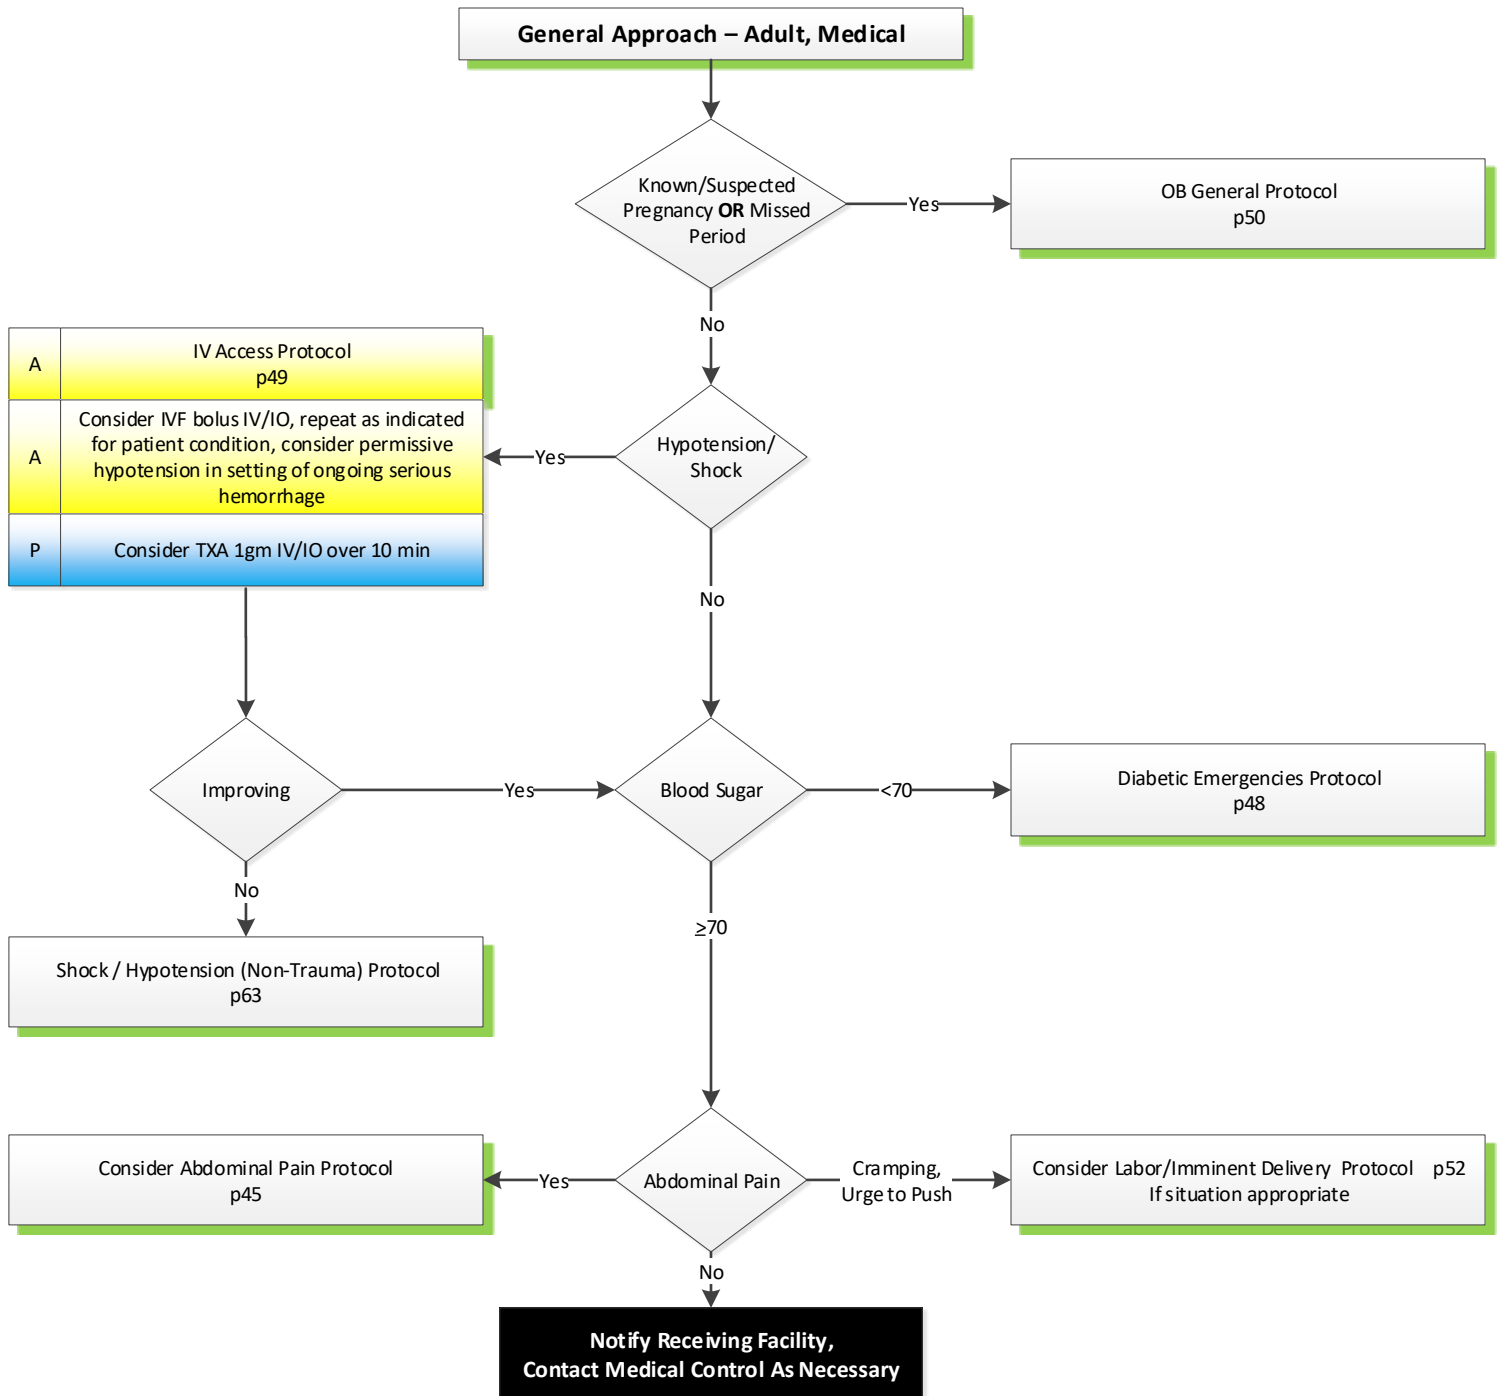 General Approach – Adult, Medical
Known/Suspected
Pregnancy OR Missed
Period
Yes
OB General Protocol
p50
No
A
IV Access Protocol
p49
A
Consider IVF bolus IV/IO, repeat as indicated
for patient condition, consider permissive
hypotension in setting of ongoing serious
hemorrhage
P
Consider TXA 1gm IV/IO over 10 min
Yes
Hypotension/
Shock
No
Improving
Yes
Blood Sugar
<70
Diabetic Emergencies Protocol
p48
No
≥70
Shock / Hypotension (Non-Trauma) Protocol
p63
Consider Abdominal Pain Protocol
p45
Yes
Abdominal Pain
Cramping,
Urge to Push
Consider Labor/Imminent Delivery Protocol p52
If situation appropriate
No
Notify Receiving Facility,
Contact Medical Control As Necessary